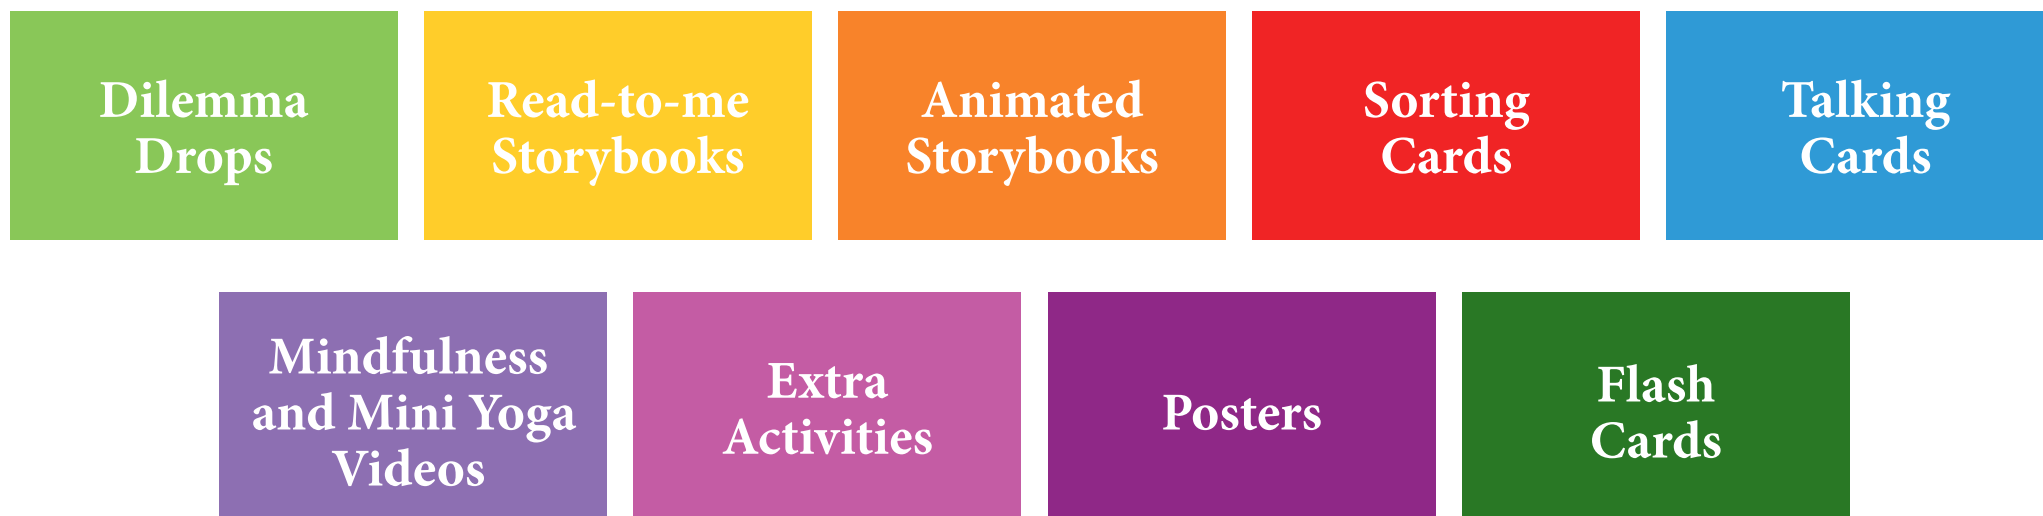 Dilemma
Drops
Read-to-me
Storybooks
Animated
Storybooks
Sorting
Cards
Talking
Cards
Mindfulness
and Mini Yoga
Videos
Extra
Activities
Posters
Flash
Cards